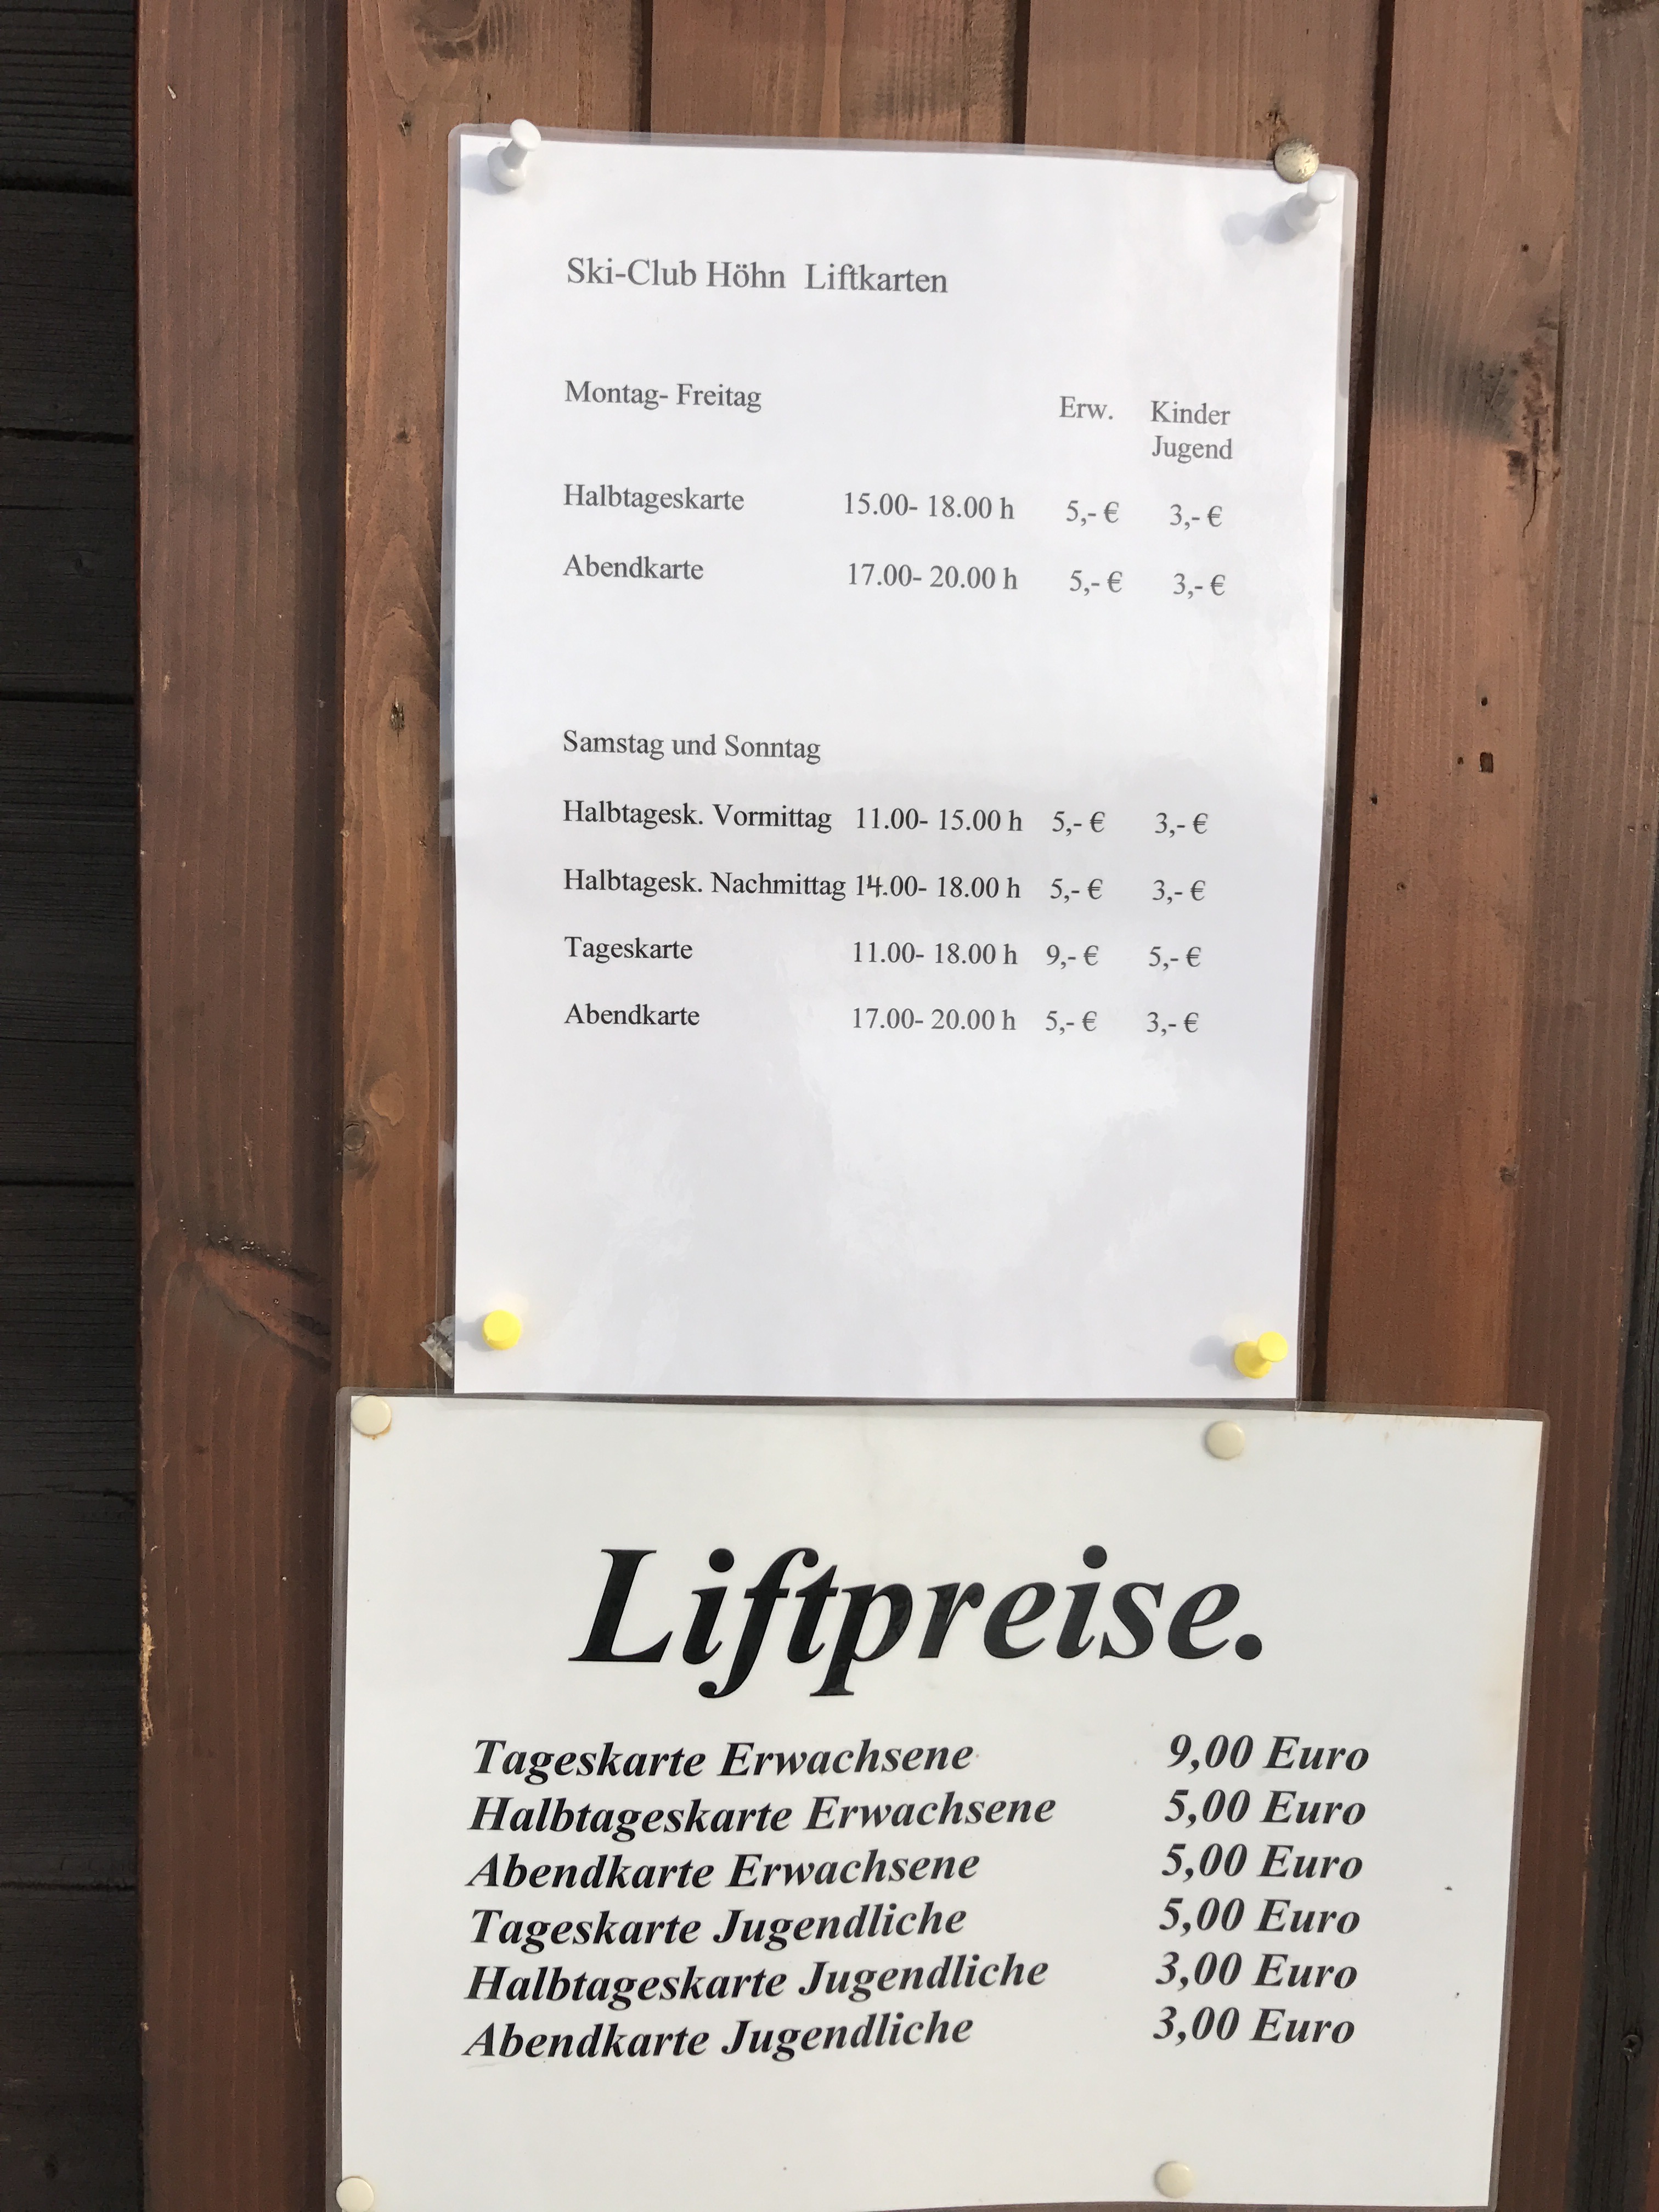 Ski-Club Höhn Liftkarten
Montag- Freitag Erw. Kinder
Jugend
Halbtageskarte 15.00- 18.00 h 5,- € 3,- €
Abendkarte 17.00- 20.00 h 5,- € 3,- €
Samstag und Sonntag
Halbtagesk. Vormittag 11.00- 15.00 h 5,- € 3,- €
Halbtagesk. Nachmittag 14.00- 18.00 h 5,- € 3,- €
Tageskarte 11.00- 18.00 h 9,- € 5,- €
Abendkarte 17.00- 20.00 h 5,- € 3,- €
Liftpreise.
Tageskarte Erwachsene 9,00 Euro
Halbtageskarte Erwachsene 5,00 Euro
Abendkarte Erwachsene 5,00 Euro
Tageskarte Jugendliche 5,00 Euro
Halbtageskarte Jugendliche 3,00 Euro
Abendkarte Jugendliche 3,00 Euro